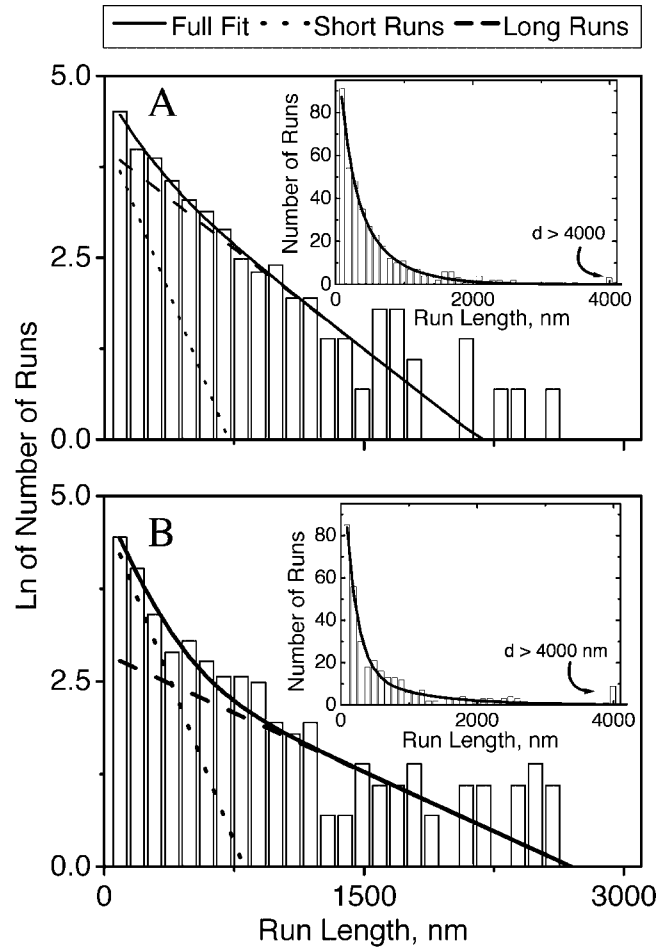 Full Fit Short Runs Long Runs
Ln of Number of Runs
5.0
2.5
0.0
A
Number of Runs
80
60
40
20
0
d > 4000
0 2000 4000
Run Length, nm
5.0
2.5
0.0
B
Number of Runs
80
60
40
20
0
d > 4000 nm
0 2000 4000
Run Length, nm
0 1500 3000
Run Length, nm